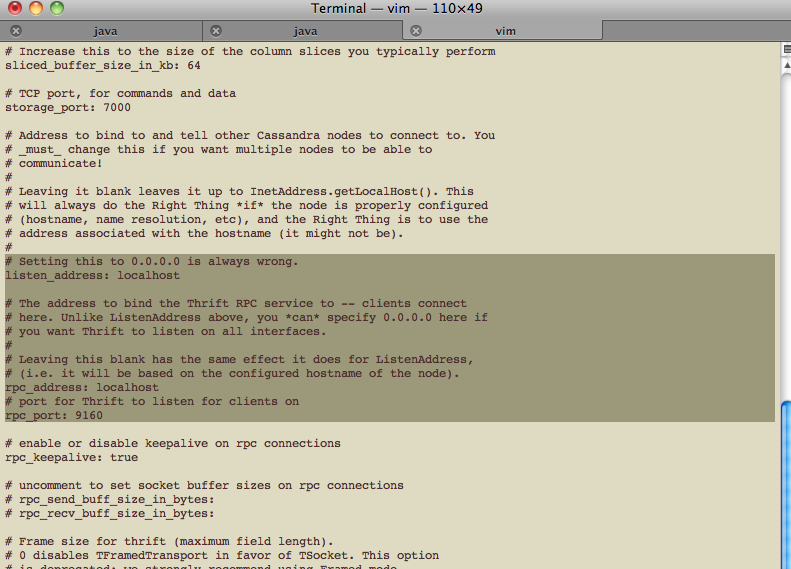 Terminal — vim — 110×49
java
java
vim
# Increase this to the size of the column slices you typically perform
sliced_buffer_size_in_kb: 64
# TCP port, for commands and data
storage_port: 7000
# Address to bind to and tell other Cassandra nodes to connect to. You
# _must_ change this if you want multiple nodes to be able to
# communicate!
#
# Leaving it blank leaves it up to InetAddress.getLocalHost(). This
# will always do the Right Thing *if* the node is properly configured
# (hostname, name resolution, etc), and the Right Thing is to use the
# address associated with the hostname (it might not be).
#
# Setting this to 0.0.0.0 is always wrong.
listen_address: localhost
# The address to bind the Thrift RPC service to -- clients connect
# here. Unlike ListenAddress above, you *can* specify 0.0.0.0 here if
# you want Thrift to listen on all interfaces.
#
# Leaving this blank has the same effect it does for ListenAddress,
# (i.e. it will be based on the configured hostname of the node).
rpc_address: localhost
# port for Thrift to listen for clients on
rpc_port: 9160
# enable or disable keepalive on rpc connections
rpc_keepalive: true
# uncomment to set socket buffer sizes on rpc connections
# rpc_send_buff_size_in_bytes:
# rpc_recv_buff_size_in_bytes:
# Frame size for thrift (maximum field length).
# 0 disables TFramedTransport in favor of TSocket. This option
# is deprecated; we strongly recommend using Framed mode.